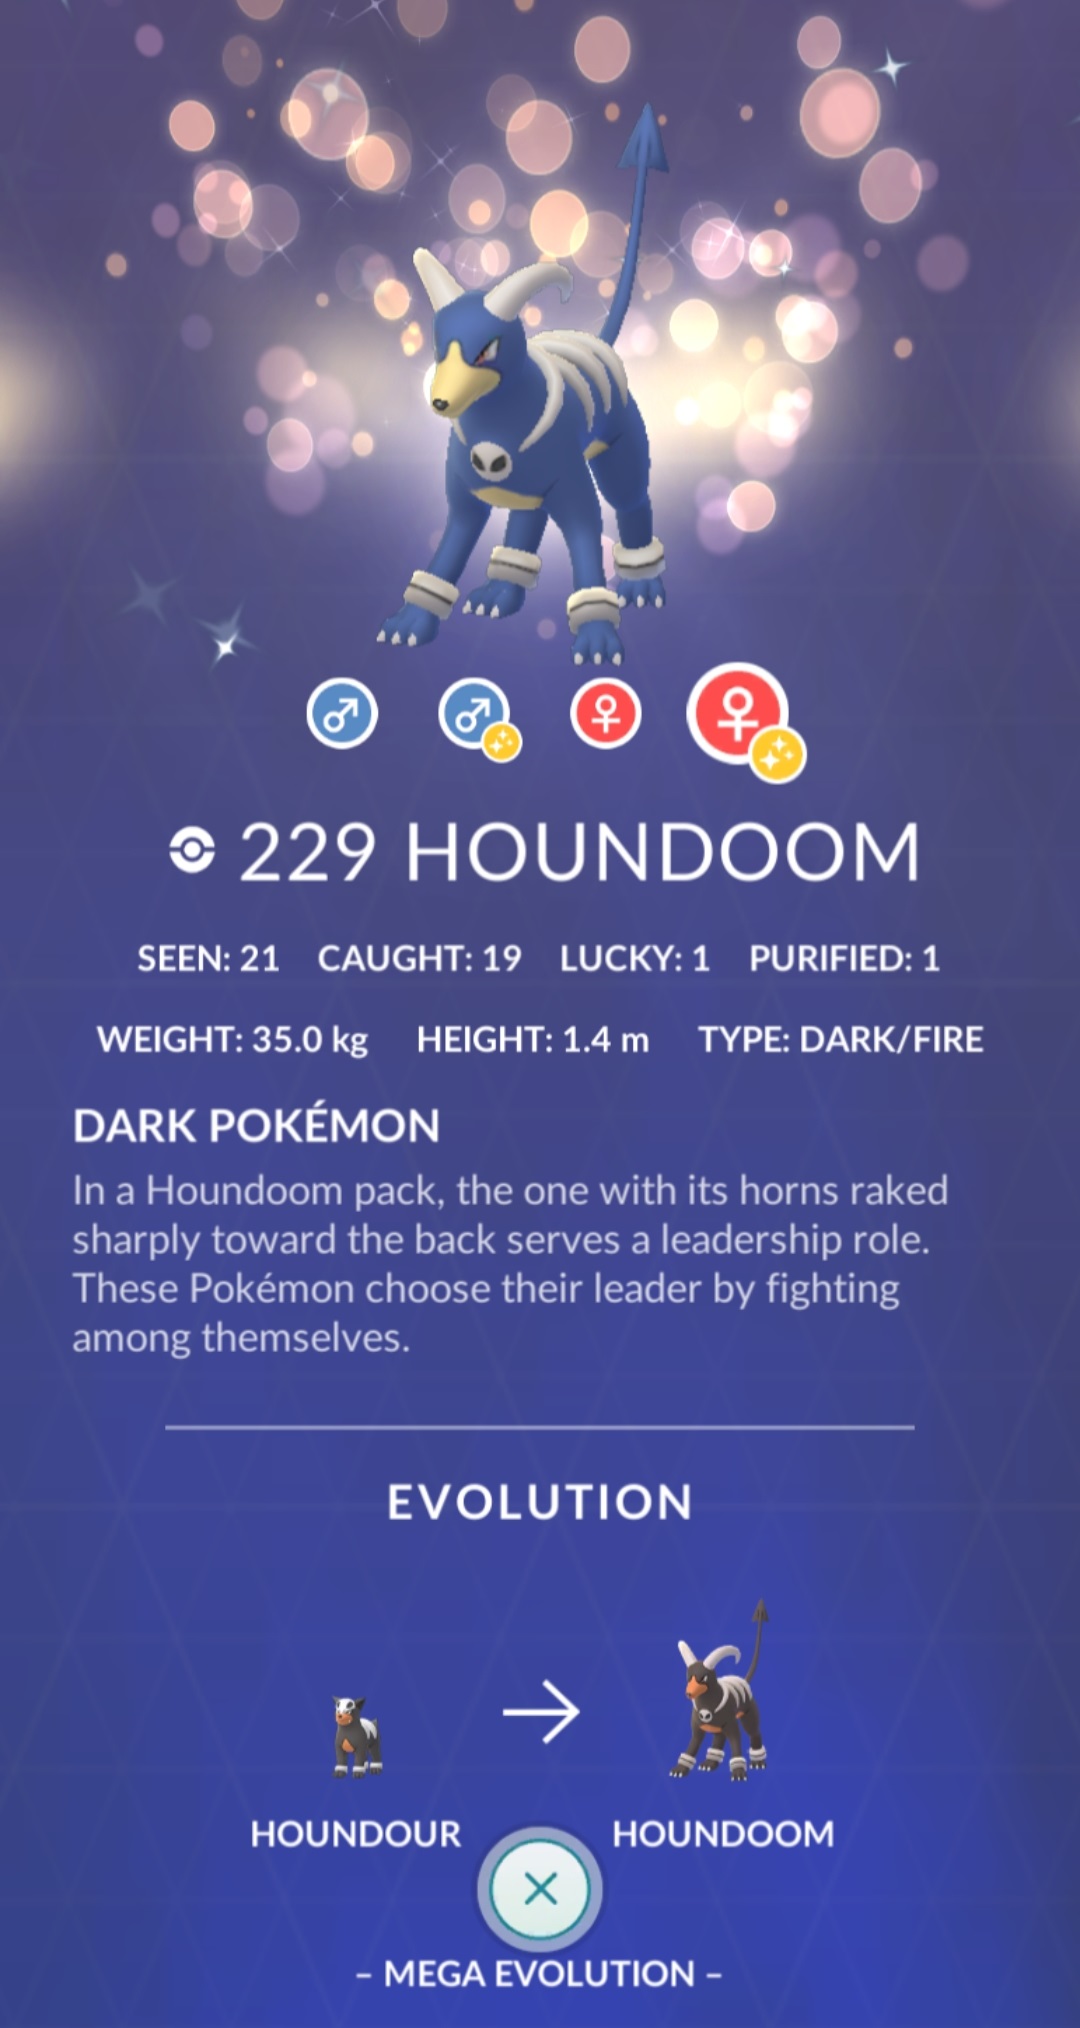 229 HOUNDOOM
SEEN: 21 CAUGHT: 19 LUCKY: 1 PURIFIED: 1
WEIGHT: 35.0 kg HEIGHT: 1.4 m TYPE: DARK/FIRE
DARK POKÉMON
In a Houndoom pack, the one with its horns raked
sharply toward the back serves a leadership role.
These Pokémon choose their leader by fighting
among themselves.
EVOLUTION
HOUNDOUR HOUNDOOM
– MEGA EVOLUTION –